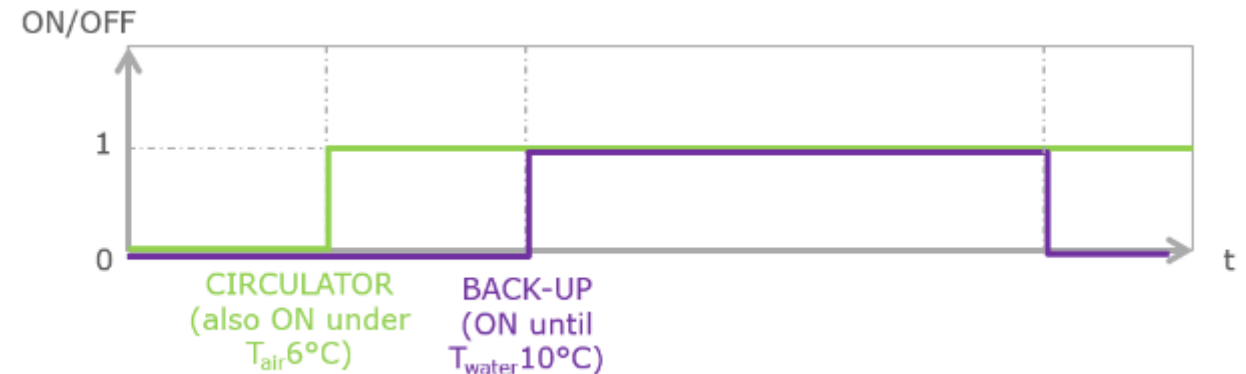 ON/OFF
1
0
t
CIRCULATOR
(also ON under
Tair6°C)
BACK-UP
(ON until
Twater10°C)